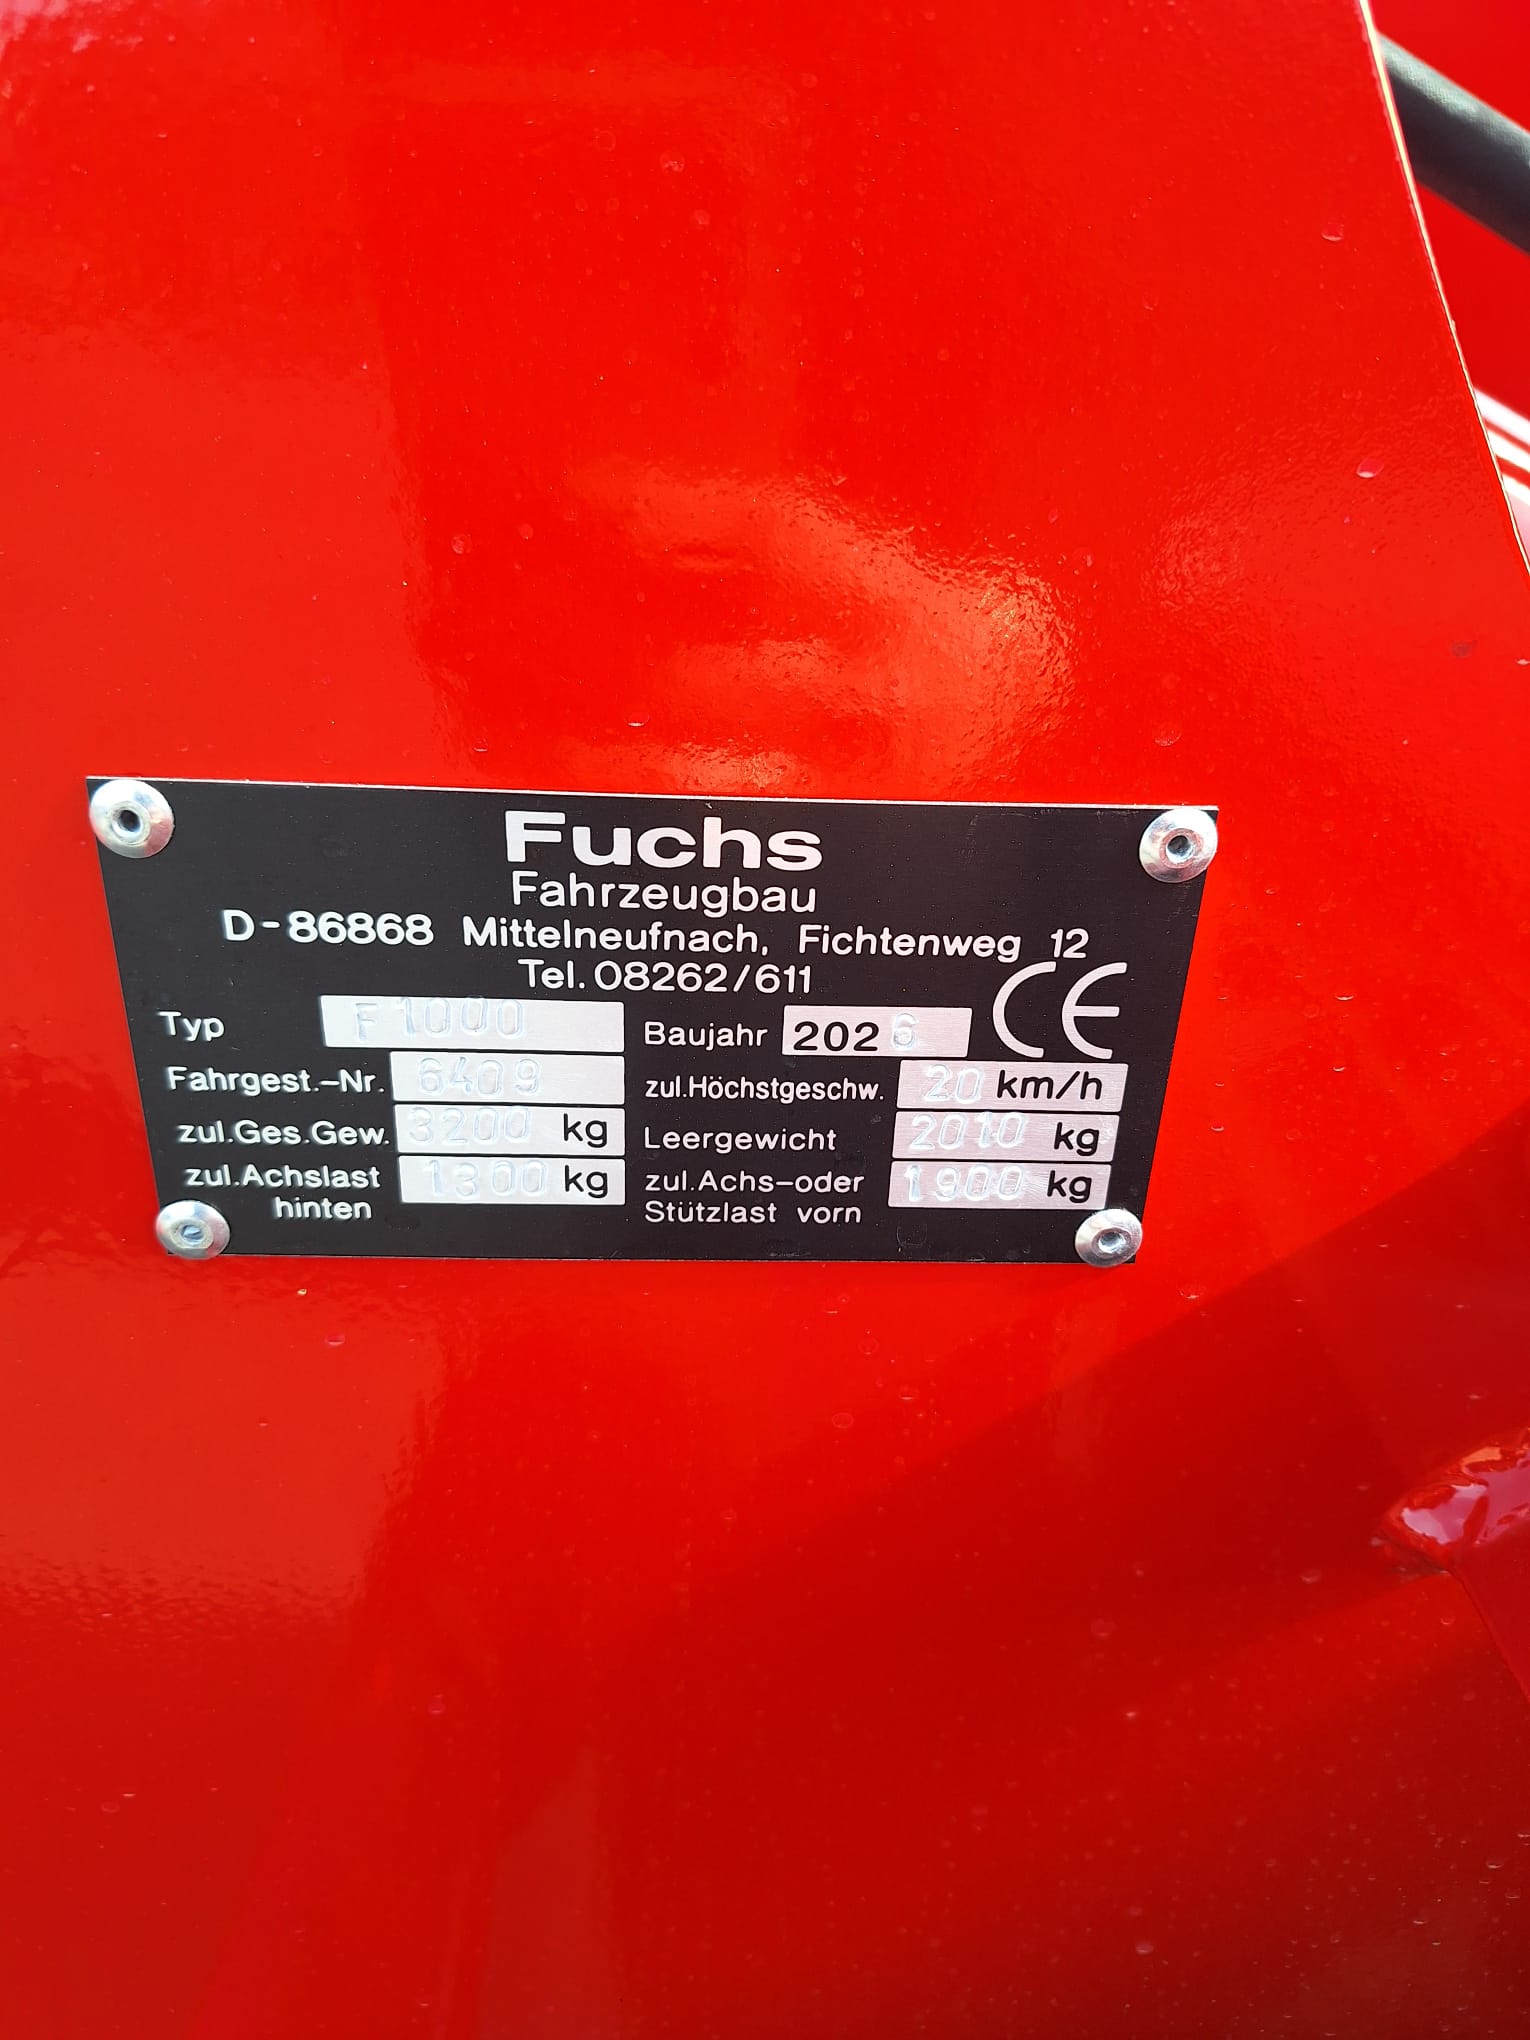 Fuchs
Fahrzeugbau
D-86868 Mittelneufnach, Fichtenweg 12
Tel. 08262/611
CE
Typ F1000 Baujahr 2026
Fahrgest.-Nr. 6409 zul.Höchstgeschw. 20 km/h
zul.Ges.Gew. 3200 kg Leergewicht 2010 kg
zul.Achslast hinten 1300 kg zul.Achs-oder Stützlast vorn 1900 kg